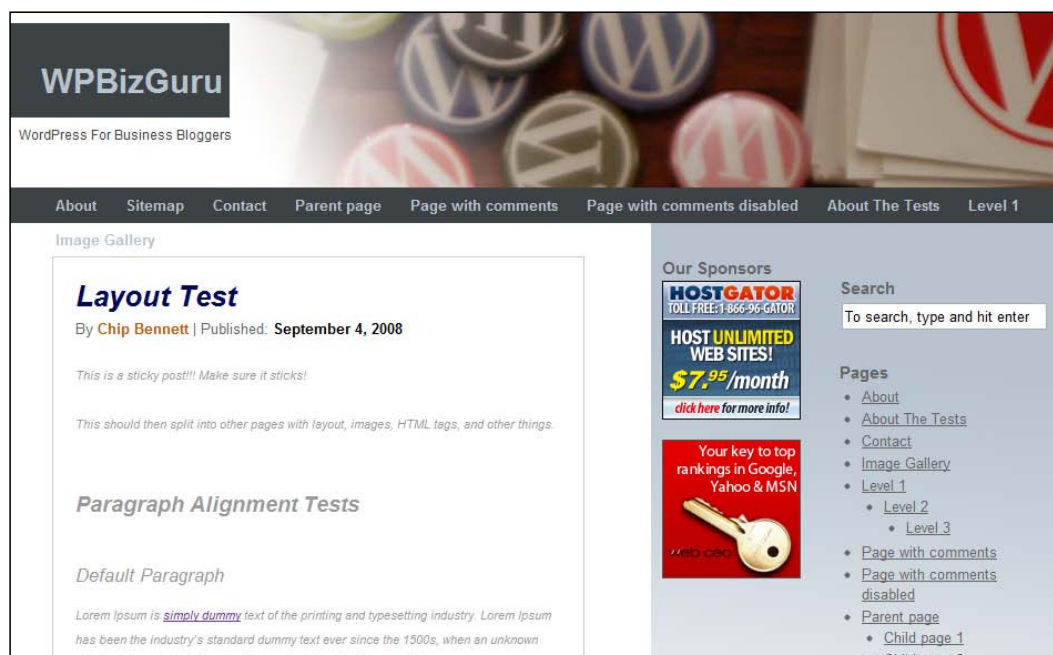 WPBizGuru
WordPress For Business Bloggers
About Sitemap Contact Parent page Page with comments Page with comments disabled About The Tests Level 1
Image Gallery
Layout Test
By Chip Bennett | Published: September 4, 2008
This is a sticky post!!! Make sure it sticks!
This should then split into other pages with layout, images, HTML tags, and other things.
Paragraph Alignment Tests
Default Paragraph
Lorem Ipsum is simply dummy text of the printing and typesetting industry. Lorem Ipsum
has been the industry's standard dummy text ever since the 1500s, when an unknown
Our Sponsors
HOSTGATOR
TOLL FREE: 1-866-96-GATOR
HOST UNLIMITED
WEB SITES!
$7.95/month
click here for more info!
Your key to top
rankings in Google,
Yahoo & MSN
web ceo
Search
To search, type and hit enter
Pages
About
About The Tests
Contact
Image Gallery
Level 1
Level 2
Level 3
Page with comments
Page with comments
disabled
Parent page
Child page 1